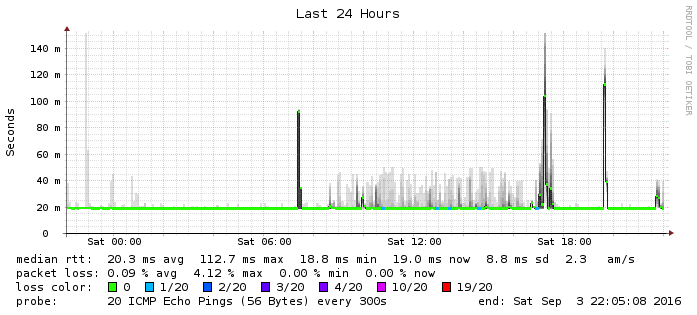 Last 24 Hours
RRDTOOL / TOBI OETIKER
Seconds
140 m
120 m
100 m
80 m
60 m
40 m
20 m
0
Sat 00:00 Sat 06:00 Sat 12:00 Sat 18:00
median rtt: 20.3 ms avg 112.7 ms max 18.8 ms min 19.0 ms now 8.8 ms sd 2.3 am/s
packet loss: 0.09 % avg 4.12 % max 0.00 % min 0.00 % now
loss color: 0 1/20 2/20 3/20 4/20 10/20 19/20
probe: 20 ICMP Echo Pings (56 Bytes) every 300s end: Sat Sep 3 22:05:08 2016